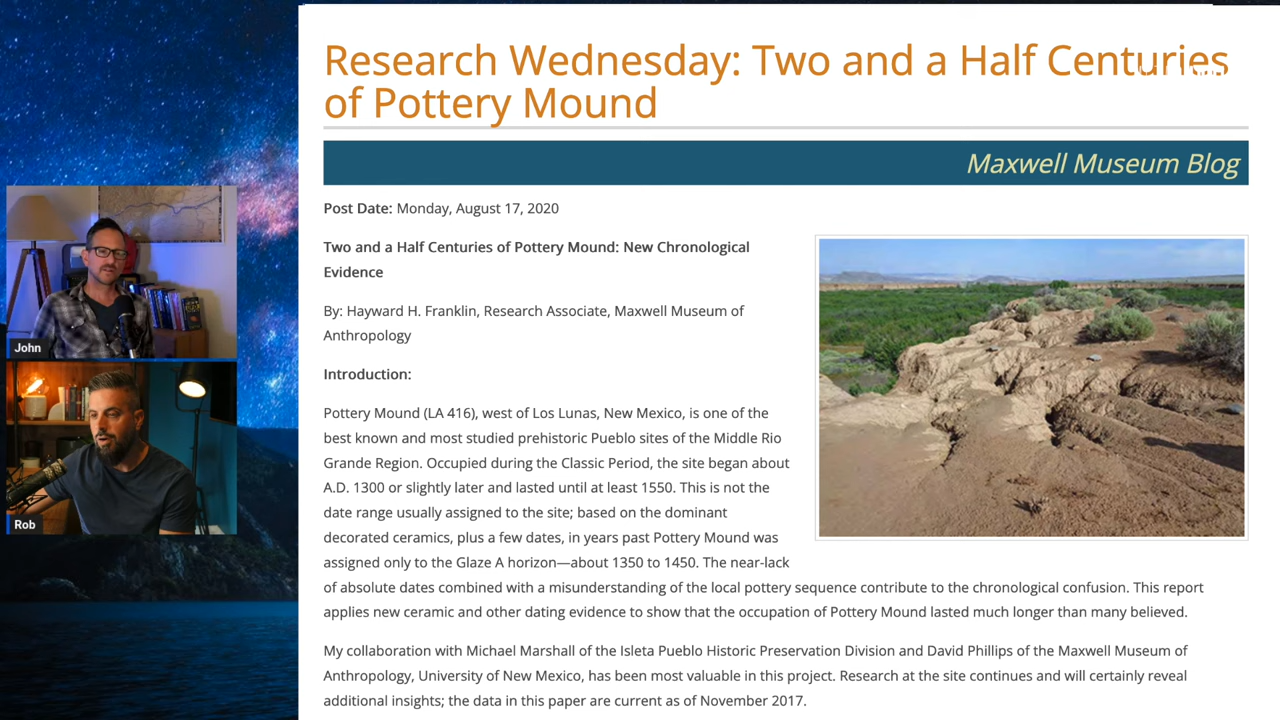 Research Wednesday: Two and a Half Centuries
of Pottery Mound
Maxwell Museum Blog
Post Date: Monday, August 17, 2020
Two and a Half Centuries of Pottery Mound: New Chronological
Evidence
By: Hayward H. Franklin, Research Associate, Maxwell Museum of
Anthropology
Introduction:
Pottery Mound (LA 416), west of Los Lunas, New Mexico, is one of the
best known and most studied prehistoric Pueblo sites of the Middle Rio
Grande Region. Occupied during the Classic Period, the site began about
A.D. 1300 or slightly later and lasted until at least 1550. This is not the
date range usually assigned to the site; based on the dominant
decorated ceramics, plus a few dates, in years past Pottery Mound was
assigned only to the Glaze A horizon—about 1350 to 1450. The near-lack
of absolute dates combined with a misunderstanding of the local pottery sequence contribute to the chronological confusion. This report
applies new ceramic and other dating evidence to show that the occupation of Pottery Mound lasted much longer than many believed.
My collaboration with Michael Marshall of the Isleta Pueblo Historic Preservation Division and David Phillips of the Maxwell Museum of
Anthropology, University of New Mexico, has been most valuable in this project. Research at the site continues and will certainly reveal
additional insights; the data in this paper are current as of November 2017.
John
Rob